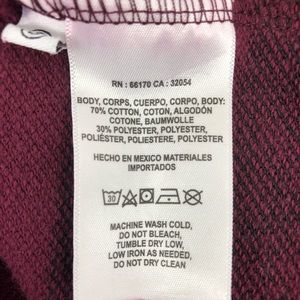 RN : 66170 CA : 32054
BODY, CORPS, CUERPO, CORPO, BODY:
70% COTTON, COTON, ALGODON
COTONE, BAUMWOLLE
30% POLYESTER, POLYESTER,
POLIÉSTER, POLIESTERE, POLYESTER
HECHO EN MEXICO MATERIALES
IMPORTADOS
30
MACHINE WASH COLD,
DO NOT BLEACH,
TUMBLE DRY LOW,
LOW IRON AS NEEDED,
DO NOT DRY CLEAN